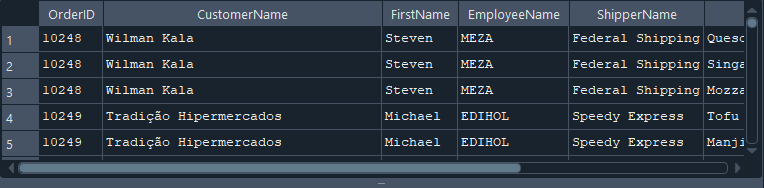 OrderID CustomerName FirstName EmployeeName ShipperName
1 10248 Wilman Kala Steven MEZA Federal Shipping Quesc
2 10248 Wilman Kala Steven MEZA Federal Shipping Singa
3 10248 Wilman Kala Steven MEZA Federal Shipping Mozza
4 10249 Tradição Hipermercados Michael EDIHOL Speedy Express Tofu
5 10249 Tradição Hipermercados Michael EDIHOL Speedy Express Manji